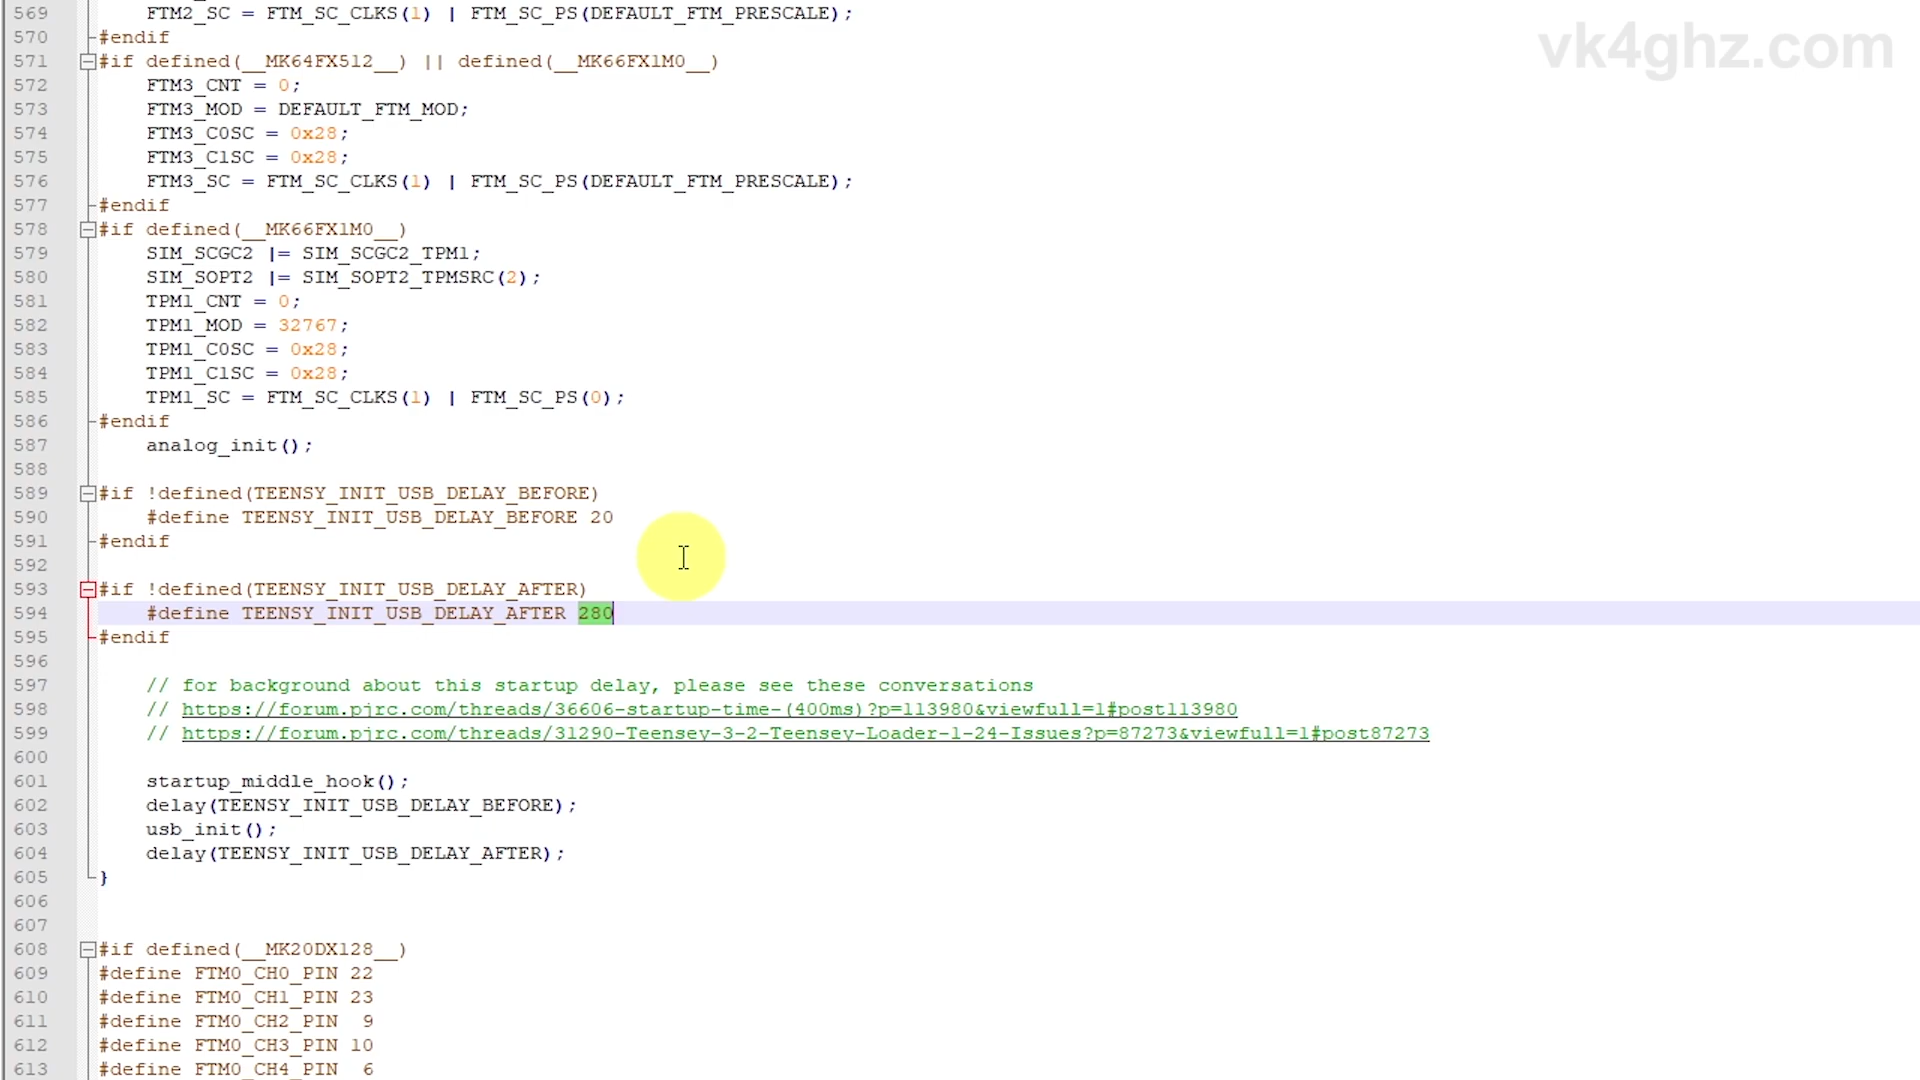 vk4ghz.com
569 FTM2_SC = FTM_SC_CLKS(1) | FTM_SC_PS(DEFAULT_FTM_PRESCALE);
570 #endif
571 #if defined(__MK64FX512__) || defined(__MK66FX1M0__)
572 FTM3_CNT = 0;
573 FTM3_MOD = DEFAULT_FTM_MOD;
574 FTM3_C0SC = 0x28;
575 FTM3_C1SC = 0x28;
576 FTM3_SC = FTM_SC_CLKS(1) | FTM_SC_PS(DEFAULT_FTM_PRESCALE);
577 #endif
578 #if defined(__MK66FX1M0__)
579 SIM_SCGC2 |= SIM_SCGC2_TPM1;
580 SIM_SOPT2 |= SIM_SOPT2_TPMSRC(2);
581 TPM1_CNT = 0;
582 TPM1_MOD = 32767;
583 TPM1_C0SC = 0x28;
584 TPM1_C1SC = 0x28;
585 TPM1_SC = FTM_SC_CLKS(1) | FTM_SC_PS(0);
586 #endif
587 analog_init();
588
589 #if !defined(TEENSY_INIT_USB_DELAY_BEFORE)
590 #define TEENSY_INIT_USB_DELAY_BEFORE 20
591 #endif
592
593 #if !defined(TEENSY_INIT_USB_DELAY_AFTER)
594 #define TEENSY_INIT_USB_DELAY_AFTER 280
595 #endif
596
597 // for background about this startup delay, please see these conversations
598 // https://forum.pjrc.com/threads/36606-startup-time-(400ms)?p=113980&viewfull=1#post113980
599 // https://forum.pjrc.com/threads/31290-Teensey-3-2-Teensey-Loader-1-24-Issues?p=87273&viewfull=1#post87273
600
601 startup_middle_hook();
602 delay(TEENSY_INIT_USB_DELAY_BEFORE);
603 usb_init();
604 delay(TEENSY_INIT_USB_DELAY_AFTER);
605 }
606
607
608 #if defined(__MK20DX128__)
609 #define FTM0_CH0_PIN 22
610 #define FTM0_CH1_PIN 23
611 #define FTM0_CH2_PIN  9
612 #define FTM0_CH3_PIN 10
613 #define FTM0_CH4_PIN  6